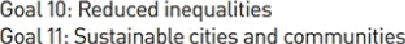 Goal 10: Reduced inequalities
Goal 11: Sustainable cities and communities